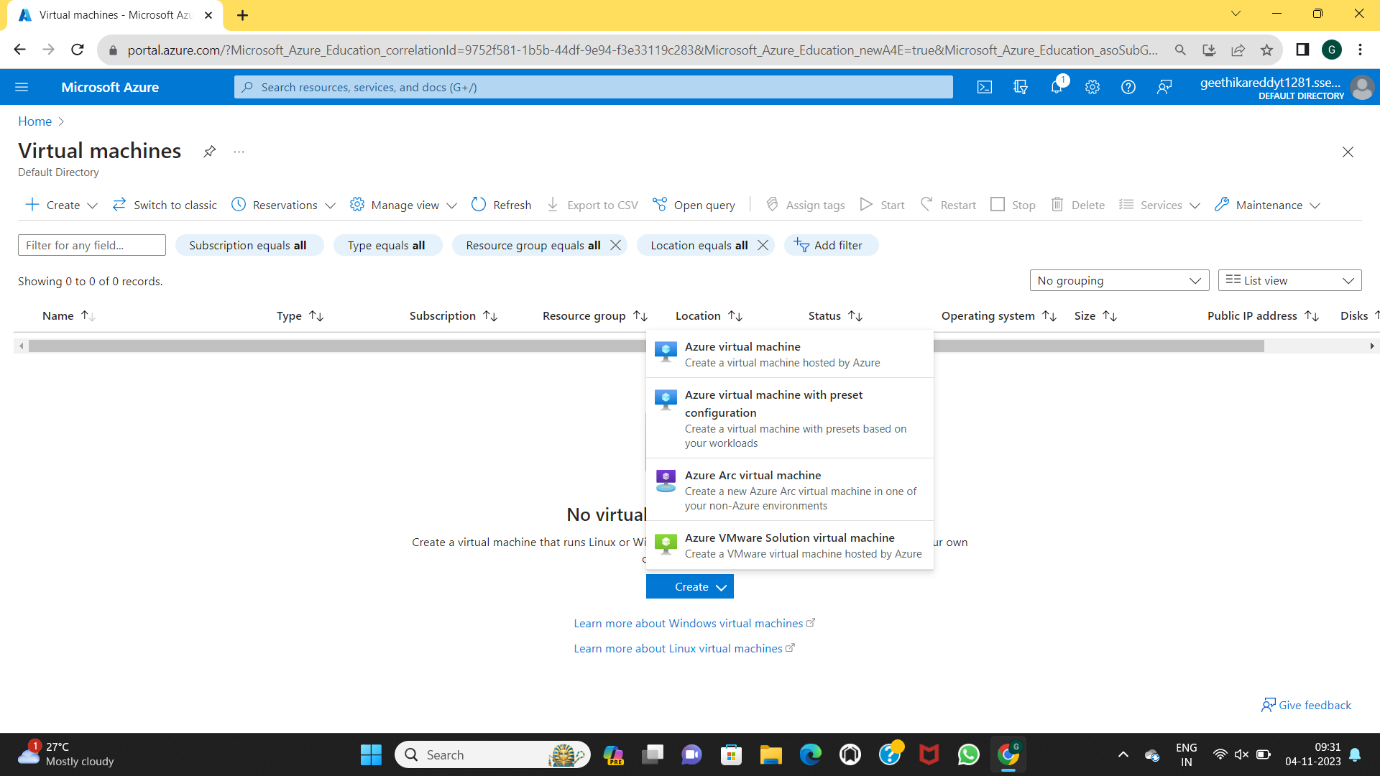 Virtual machines - Microsoft Azu
portal.azure.com/?Microsoft_Azure_Education_correlationId=9752f581-1b5b-44df-9e94-f3e33119c283&Microsoft_Azure_Education_newA4E=true&Microsoft_Azure_Education_asoSubG...
G
Microsoft Azure
Search resources, services, and docs (G+/)
1
geethikareddyt1281.sse...
DEFAULT DIRECTORY
Home
Virtual machines
...
Default Directory
Create Switch to classic Reservations Manage view Refresh Export to CSV Open query Assign tags Start Restart Stop Delete Services Maintenance
Filter for any field... Subscription equals all Type equals all Resource group equals all Location equals all Add filter
Showing 0 to 0 of 0 records.
No grouping List view
Name Type Subscription Resource group Location Status Operating system Size Public IP address Disks
Azure virtual machine
Create a virtual machine hosted by Azure
Azure virtual machine with preset
configuration
Create a virtual machine with presets based on
your workloads
Azure Arc virtual machine
Create a new Azure Arc virtual machine in one of
your non-Azure environments
Azure VMware Solution virtual machine
Create a VMware virtual machine hosted by Azure
No virtual
Create a virtual machine that runs Linux or Wi ur own
Create
Learn more about Windows virtual machines
Learn more about Linux virtual machines
Give feedback
1
27°C
Mostly cloudy
Search
PRE
G
ENG
IN
09:31
04-11-2023